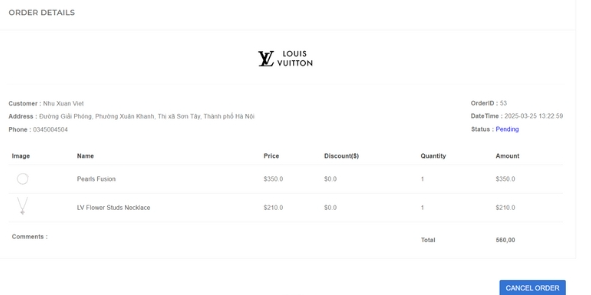 ORDER DETAILS
LV LOUIS VUITTON
Customer : Nhu Xuan Viet
OrderID : 53
Address : Đường Giải Phóng, Phường Xuân Khanh, Thị xã Sơn Tây, Thành phố Hà Nội
DateTime : 2025-03-25 13:22:59
Phone : 0345004504
Status : Pending
Image Name Price Discount($) Quantity Amount
Pearls Fusion $350.0 $0.0 1 $350.0
LV Flower Studs Necklace $210.0 $0.0 1 $210.0
Comments : Total 560,00
CANCEL ORDER